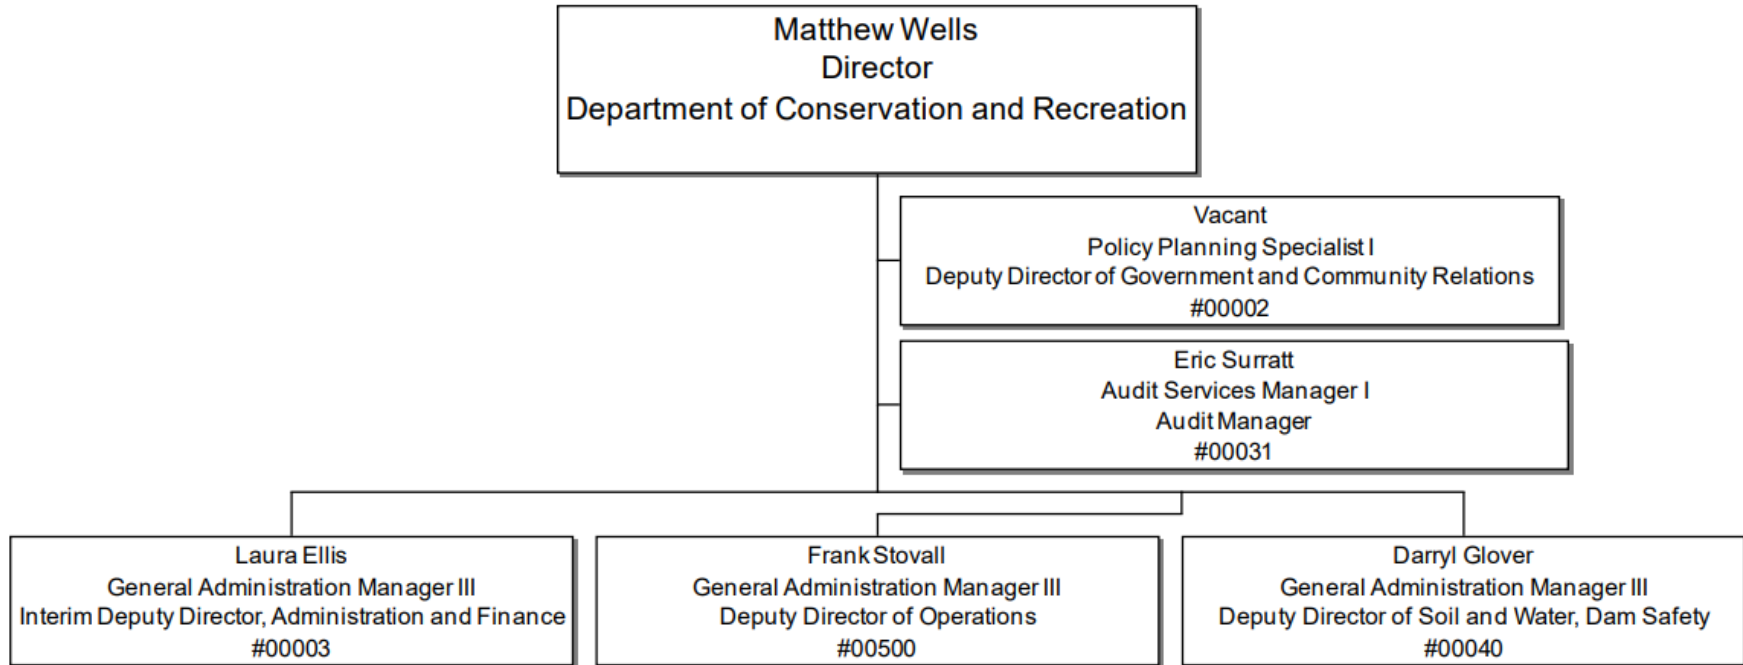 Matthew Wells
Director
Department of Conservation and Recreation
Vacant
Policy Planning Specialist I
Deputy Director of Government and Community Relations
#00002
Eric Surratt
Audit Services Manager I
Audit Manager
#00031
Laura Ellis
General Administration Manager III
Interim Deputy Director, Administration and Finance
#00003
Frank Stovall
General Administration Manager III
Deputy Director of Operations
#00500
Darryl Glover
General Administration Manager III
Deputy Director of Soil and Water, Dam Safety
#00040